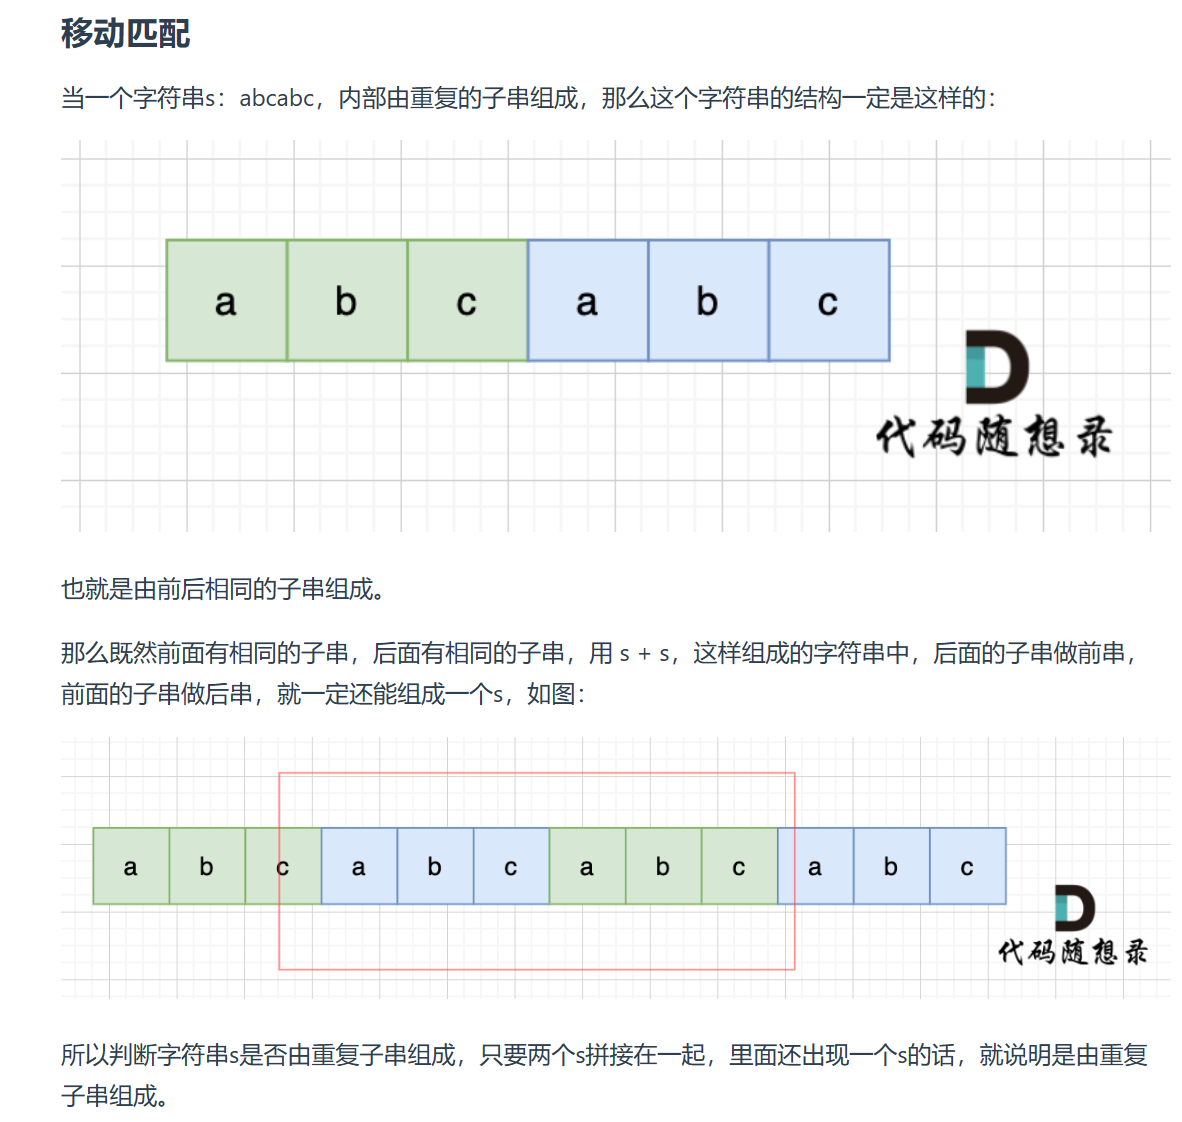 移动匹配
当一个字符串s：abcabc，内部由重复的子串组成，那么这个字符串的结构一定是这样的：
a b c a b c
代码随想录
也就是由前后相同的子串组成。
那么既然前面有相同的子串，后面有相同的子串，用 s + s，这样组成的字符串中，后面的子串做前串，
前面的子串做后串，就一定还能组成一个s，如图：
a b c a b c a b c a b c
代码随想录
所以判断字符串s是否由重复子串组成，只要两个s拼接在一起，里面还出现一个s的话，就说明是由重复
子串组成。